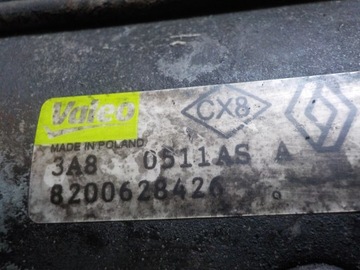 Valeo
CX8
MADE IN POLAND
3A8 0511AS A
8200628426